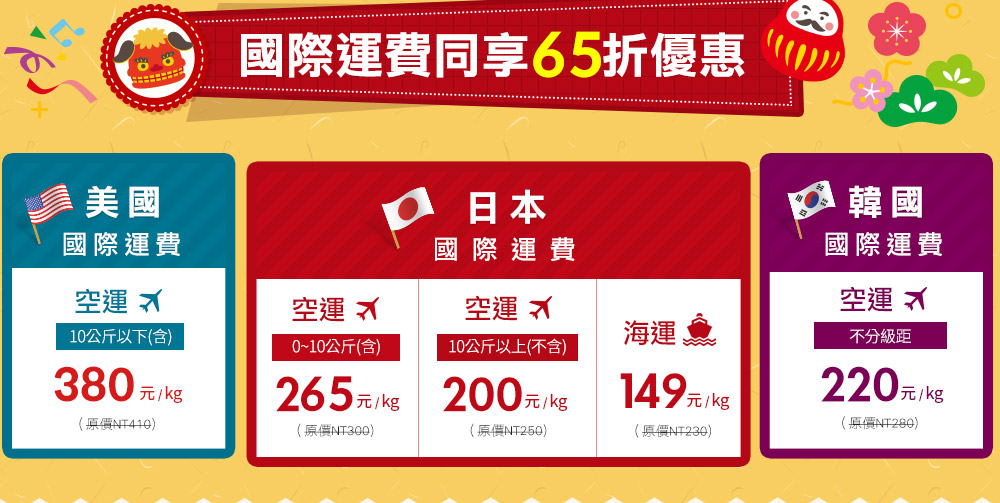 國際運費同享65折優惠
美國
國際運費
空運
10公斤以下(含)
380元/kg
(原價NT410)
日本
國際運費
空運
0~10公斤(含)
265元/kg
(原價NT300)
空運
10公斤以上(不含)
200元/kg
(原價NT250)
海運
149元/kg
(原價NT230)
韓國
國際運費
空運
不分級距
220元/kg
(原價NT280)